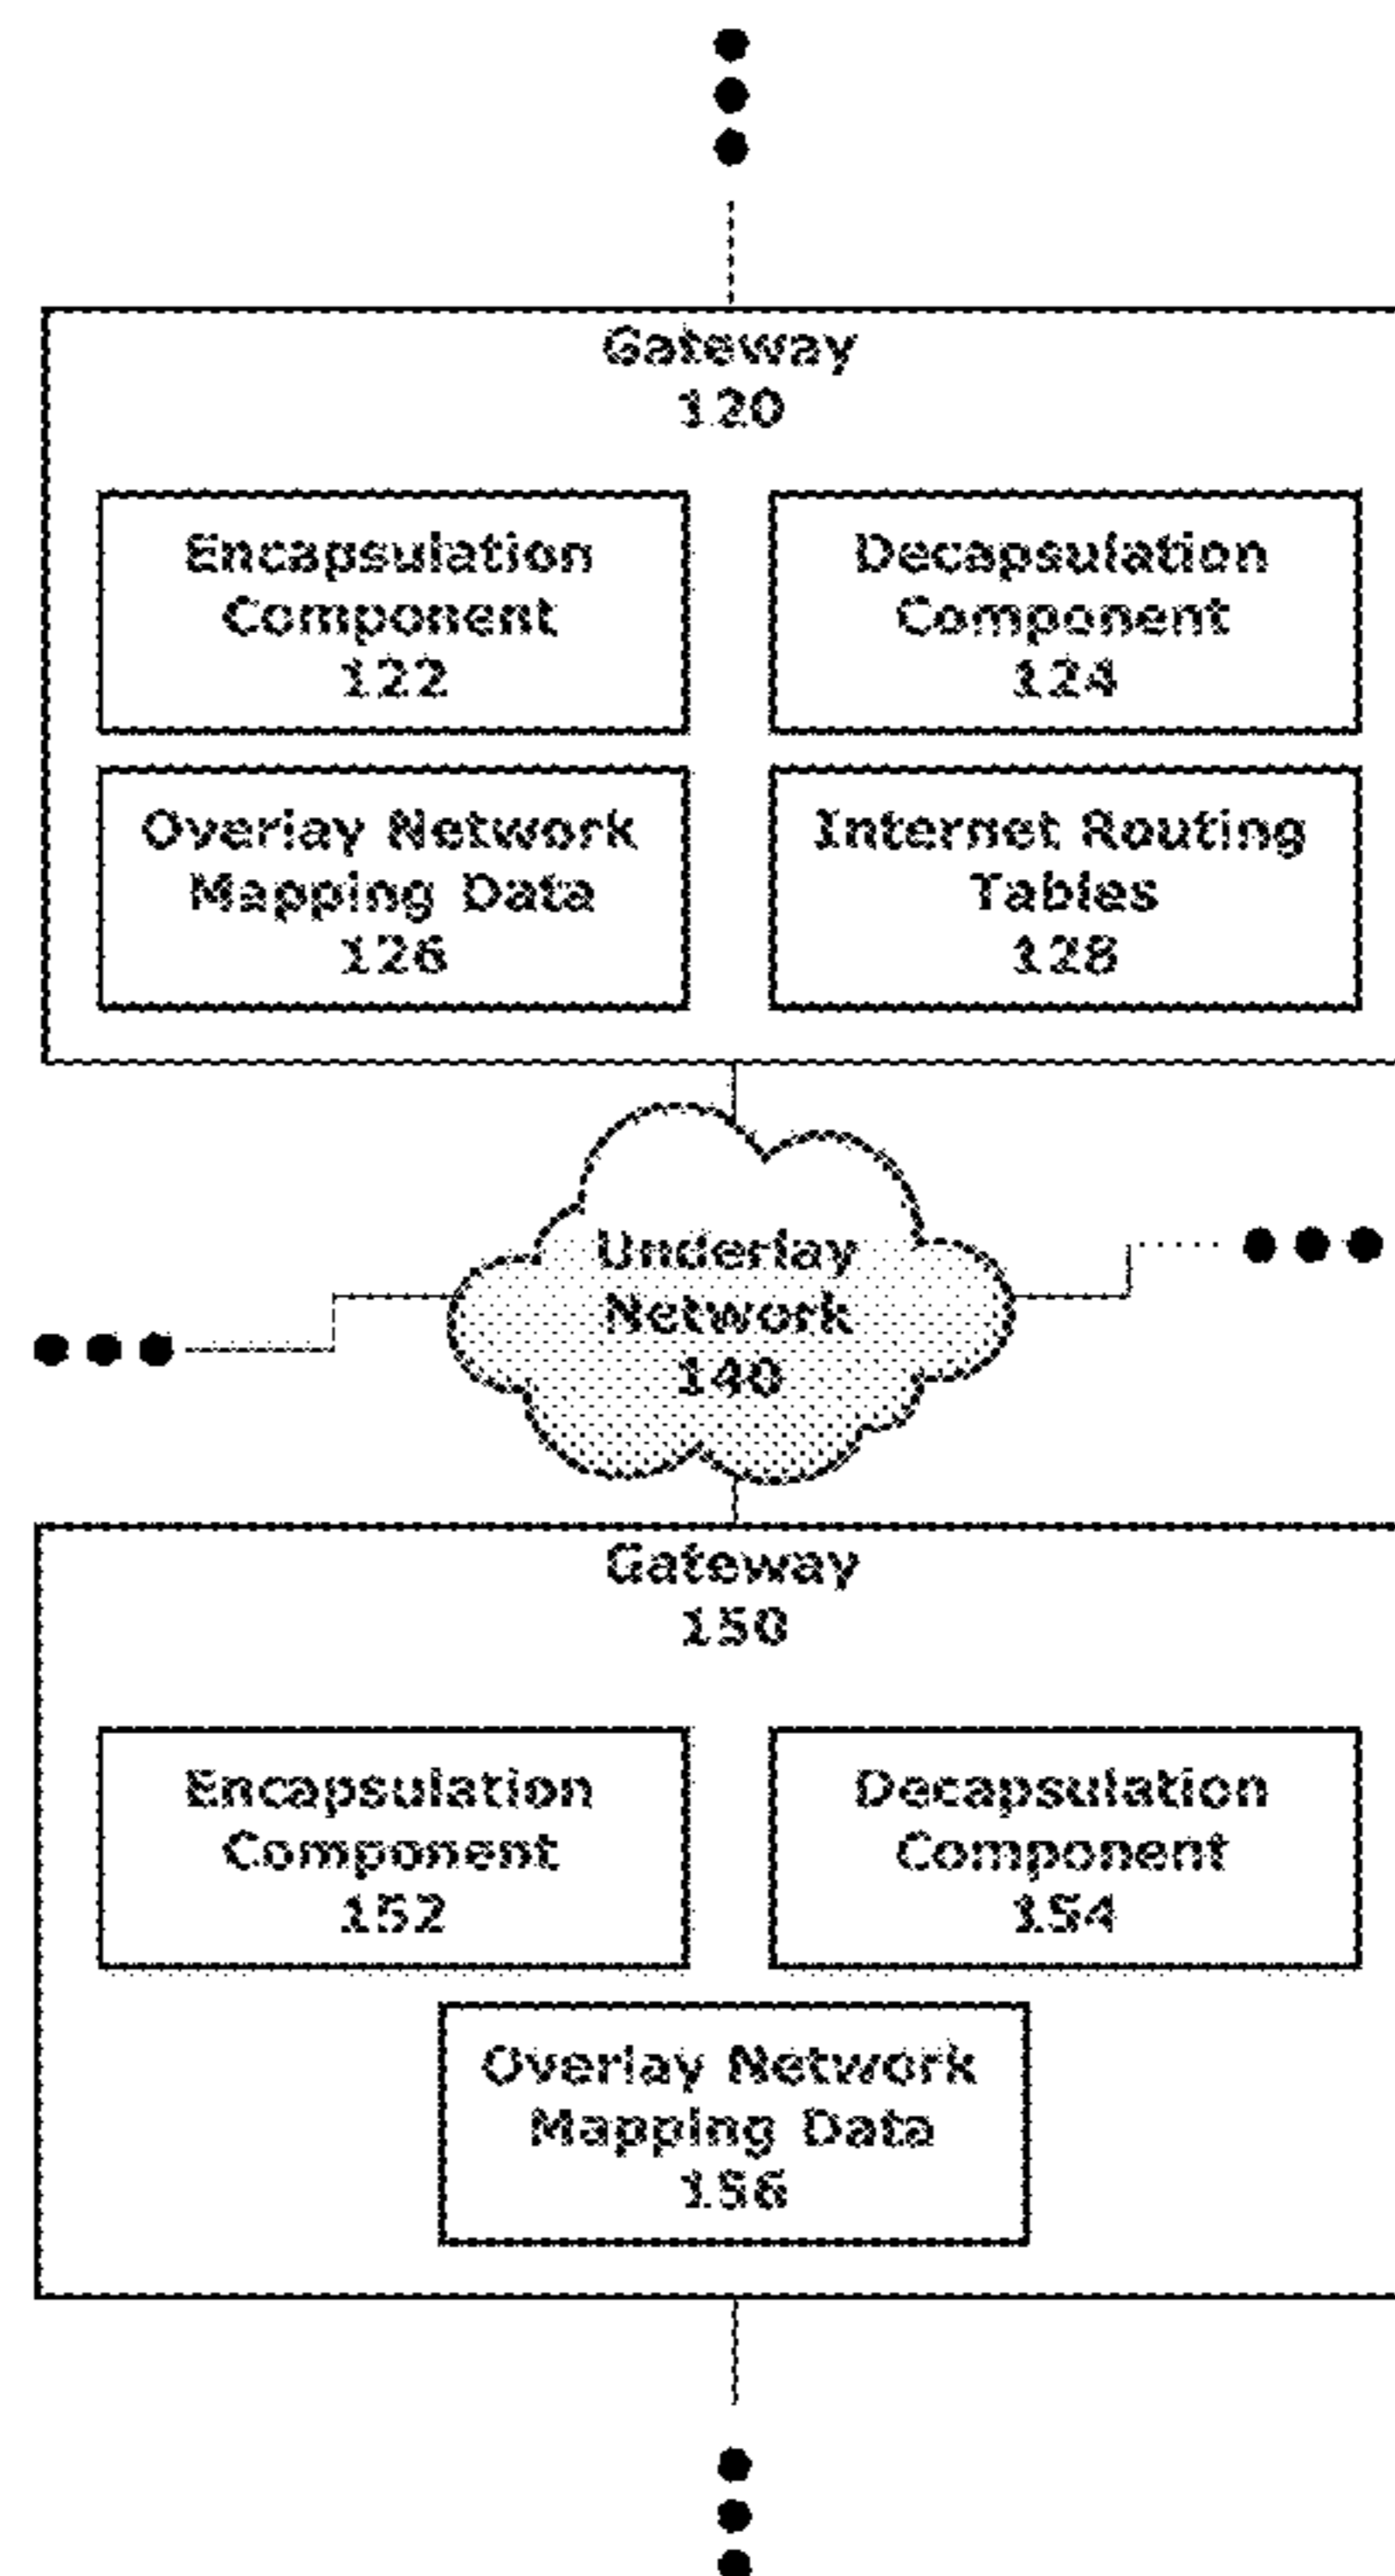 Gateway
120
Encapsulation
Component
122
Decapsulation
Component
124
Overlay Network
Mapping Data
126
Internet Routing
Tables
128
Underlay
Network
140
Gateway
150
Encapsulation
Component
152
Decapsulation
Component
154
Overlay Network
Mapping Data
156